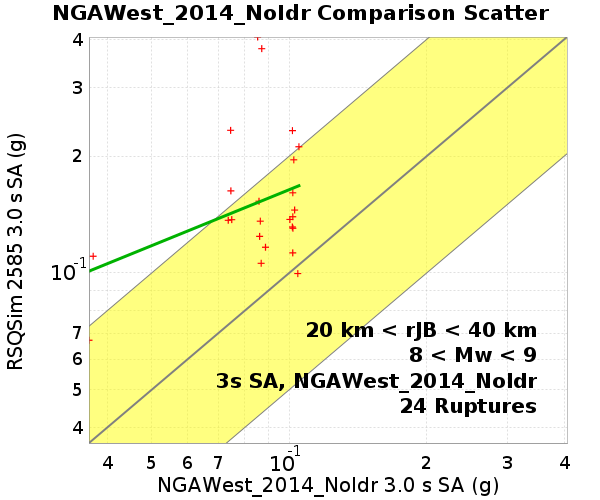 NGAWest_2014_NoIdr Comparison Scatter
4
3
2
10-1
7
6
5
4
RSQSim 2585 3.0 s SA (g)
20 km < rJB < 40 km
8 < Mw < 9
3s SA, NGAWest_2014_NoIdr
24 Ruptures
4 5 6 7 10-1 2 3 4
NGAWest_2014_NoIdr 3.0 s SA (g)